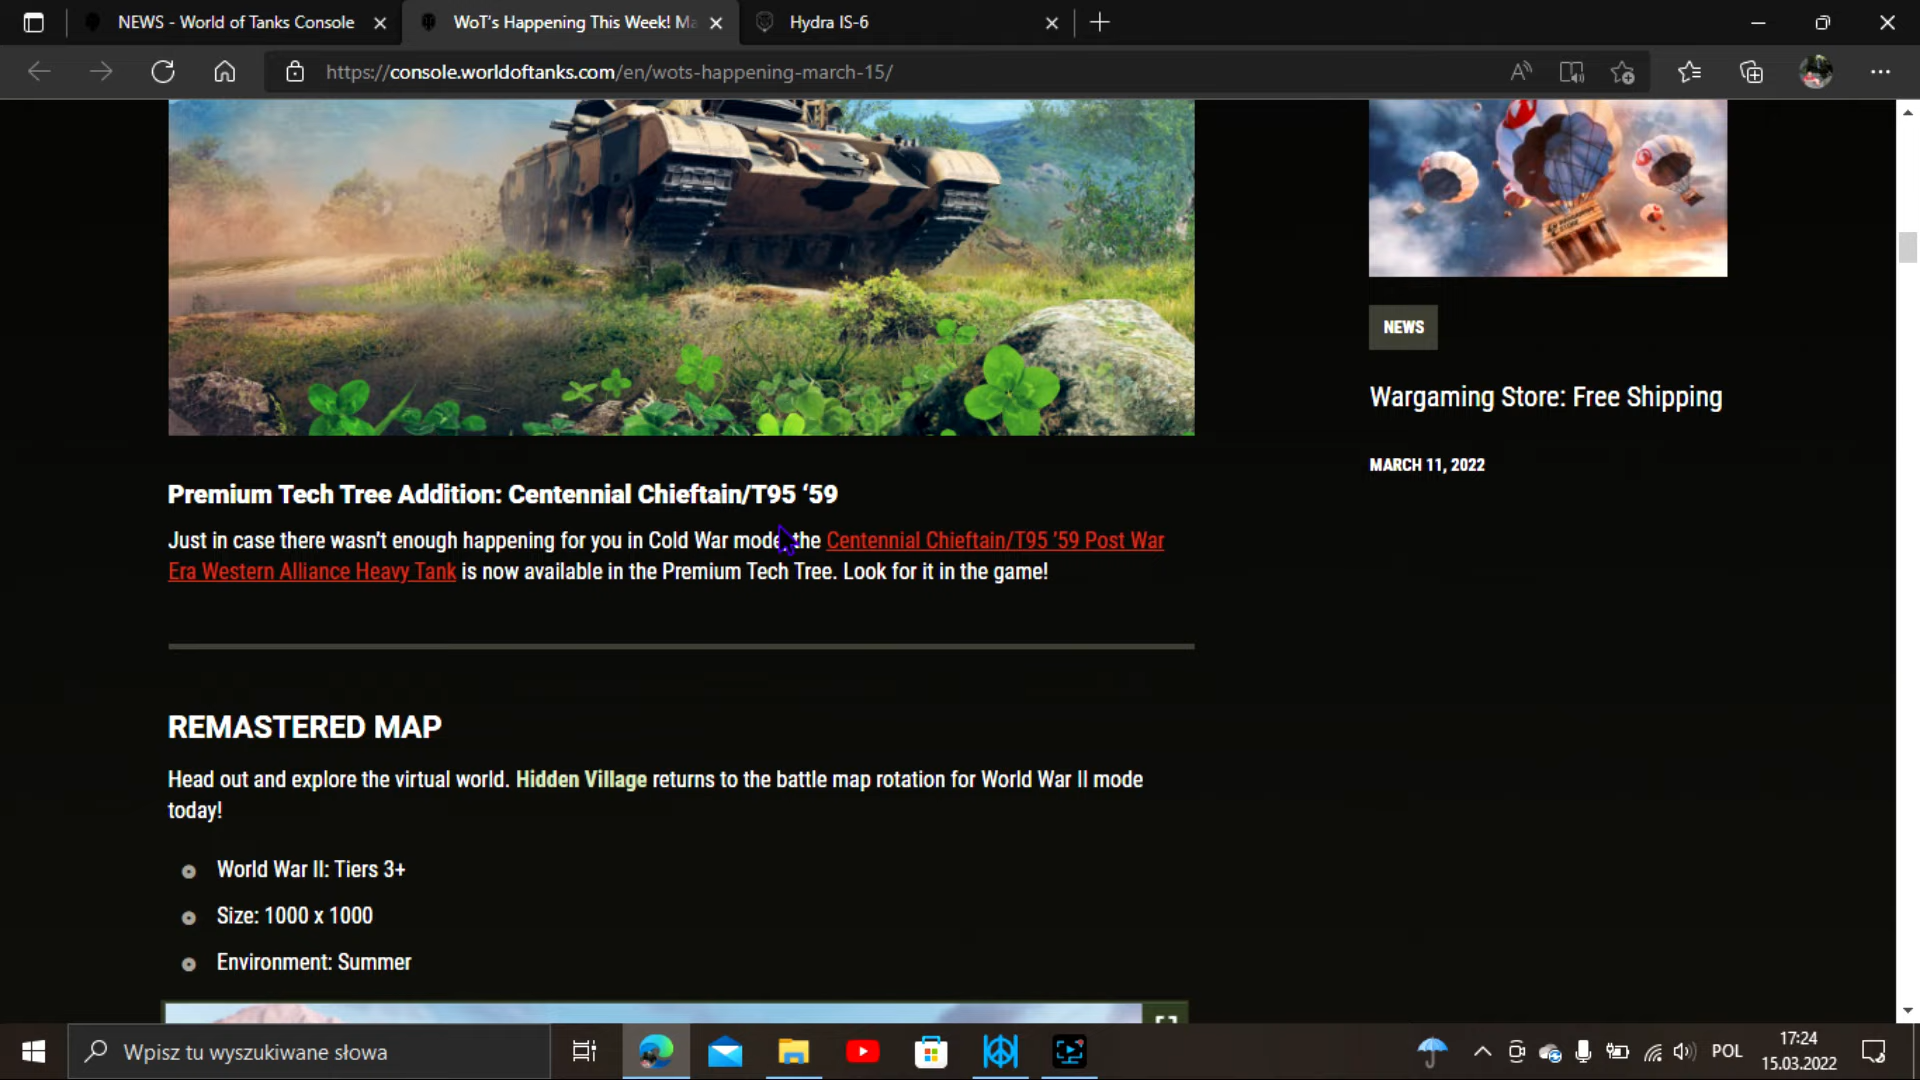 NEWS - World of Tanks Console
WoT's Happening This Week! Ma
Hydra IS-6
https://console.worldoftanks.com/en/wots-happening-march-15/
NEWS
Wargaming Store: Free Shipping
MARCH 11, 2022
Premium Tech Tree Addition: Centennial Chieftain/T95 ‘59
Just in case there wasn't enough happening for you in Cold War mode, the Centennial Chieftain/T95 '59 Post War
Era Western Alliance Heavy Tank is now available in the Premium Tech Tree. Look for it in the game!
REMASTERED MAP
Head out and explore the virtual world. Hidden Village returns to the battle map rotation for World War II mode
today!
World War II: Tiers 3+
Size: 1000 x 1000
Environment: Summer
Wpisz tu wyszukiwane słowa
POL
17:24
15.03.2022